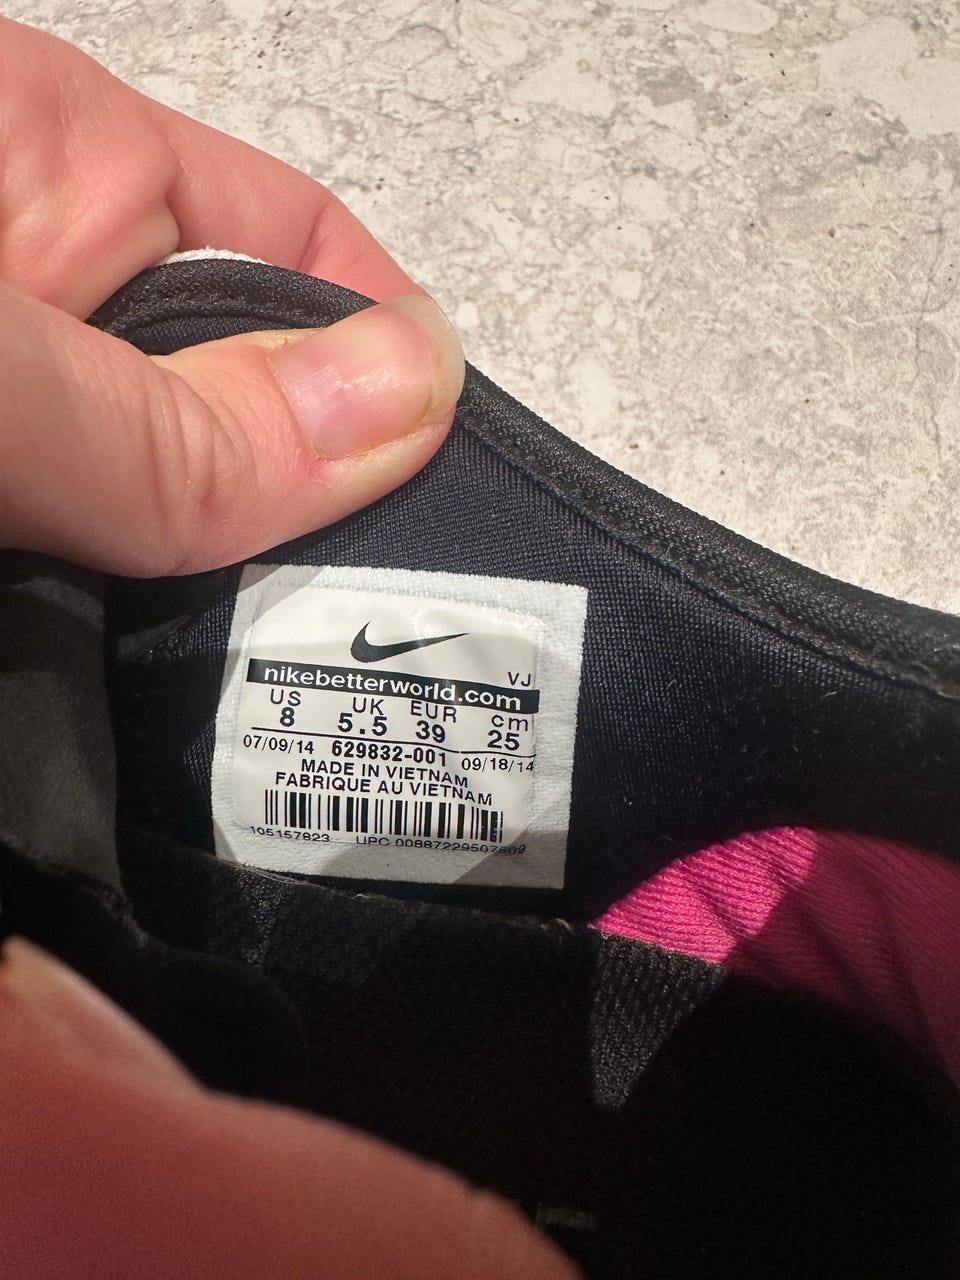 VJ
nikebetterworld.com
US UK EUR cm
8 5.5 39 25
07/09/14 629832-001 09/18/14
MADE IN VIETNAM
FABRIQUE AU VIETNAM
105157823 UPC 00887229507509